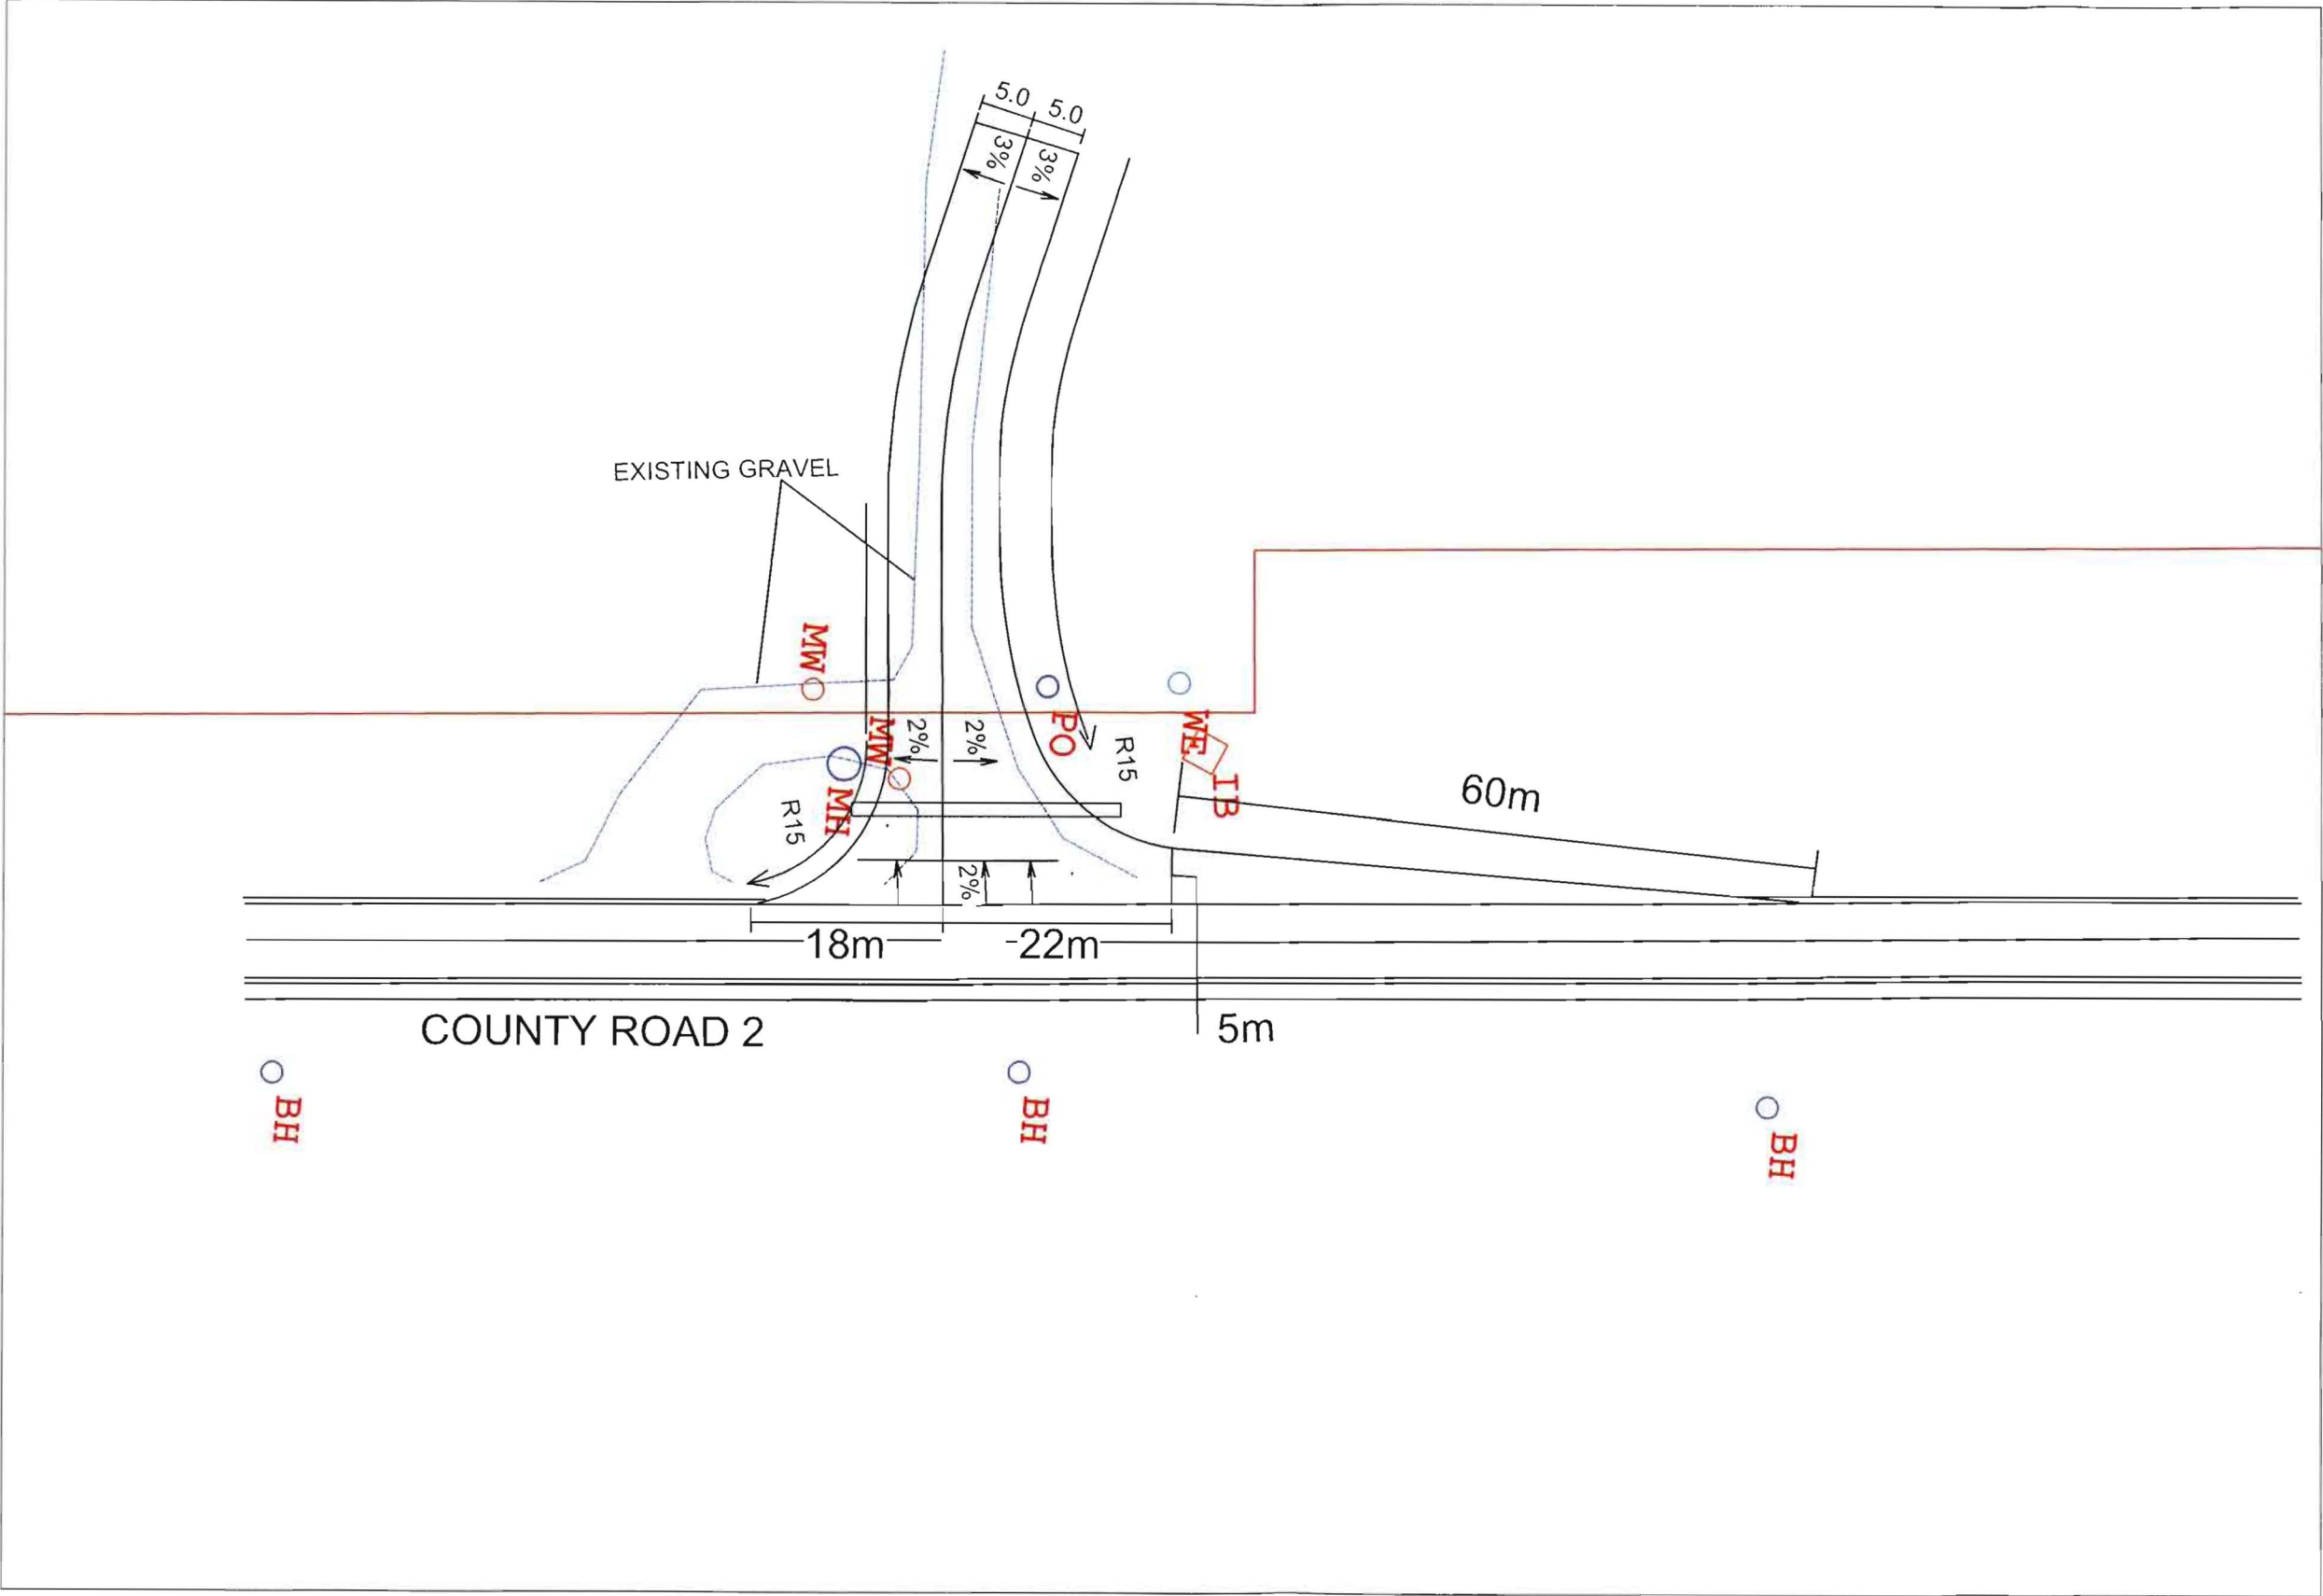 5.0 5.0
3% 3%
EXISTING GRAVEL
MW
MW 2% 2% PO R15 WE
IB
60m
R15 MH
2%
18m 22m
COUNTY ROAD 2 5m
BH BH BH